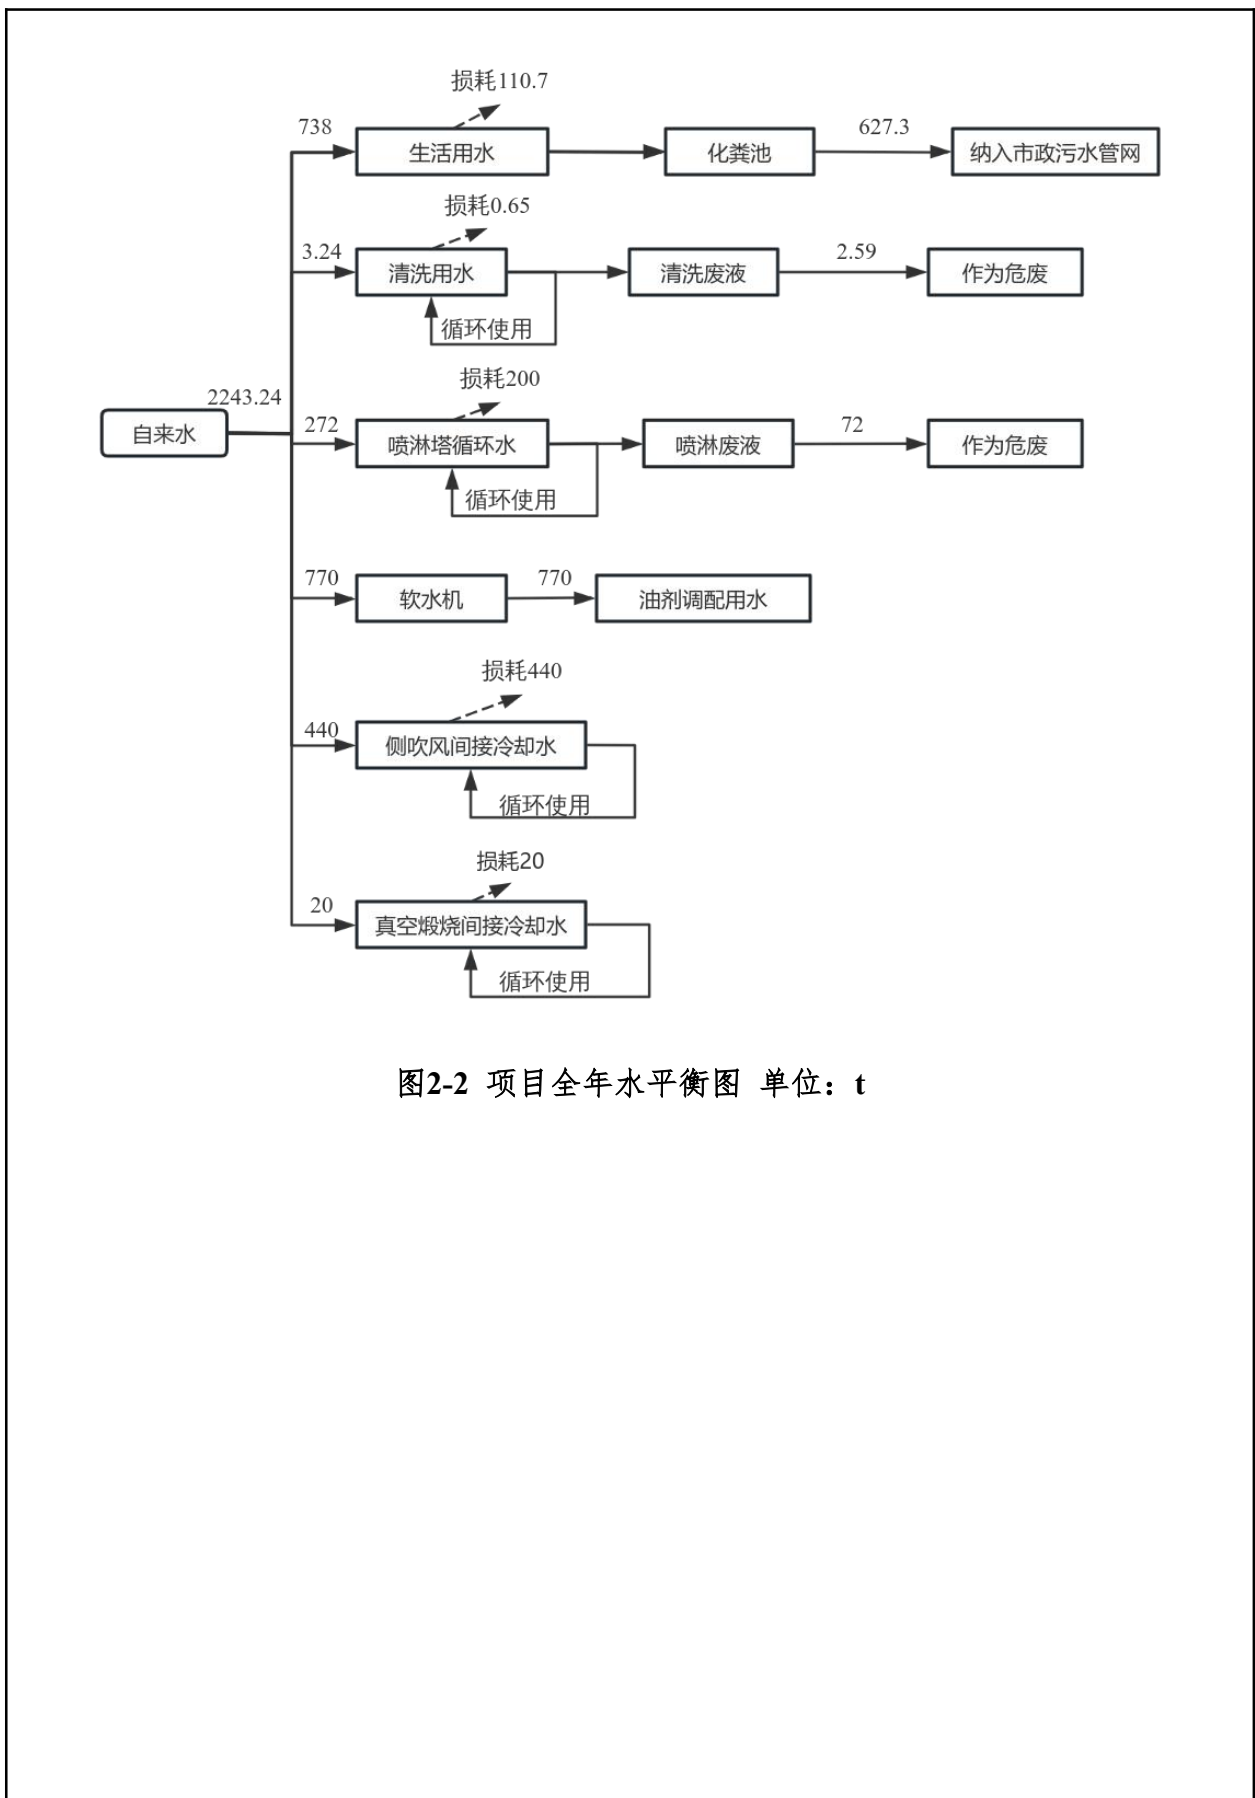 损耗110.7
738
生活用水
化粪池
627.3
纳入市政污水管网
损耗0.65
3.24
清洗用水
清洗废液
2.59
作为危废
循环使用
损耗200
2243.24
自来水
272
喷淋塔循环水
喷淋废液
72
作为危废
循环使用
770
软水机
770
油剂调配用水
损耗440
440
侧吹风间接冷却水
循环使用
损耗20
20
真空煅烧间接冷却水
循环使用
图2-2 项目全年水平衡图 单位：t